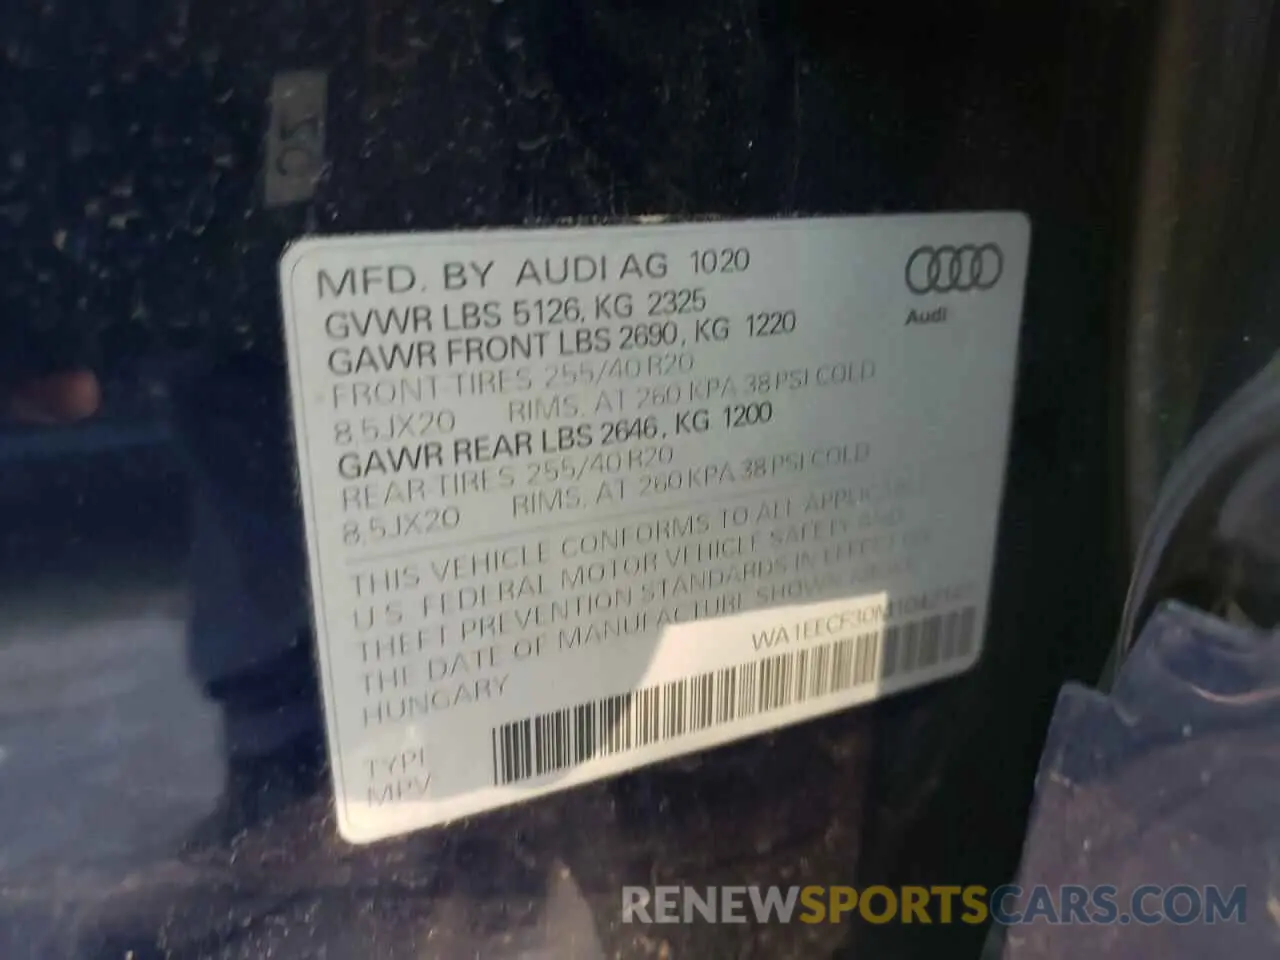 MFD. BY AUDI AG 1020
GVWR LBS 5126, KG 2325
GAWR FRONT LBS 2690, KG 1220
FRONT TIRES 255/40 R20
8.5JX20 RIMS. AT 260 KPA 38 PSI COLD
GAWR REAR LBS 2646, KG 1200
REAR TIRES 255/40 R20
8.5JX20 RIMS. AT 260 KPA 38 PSI COLD
THIS VEHICLE CONFORMS TO ALL APPLICABLE
U.S. FEDERAL MOTOR VEHICLE SAFETY AND
THEFT PREVENTION STANDARDS IN EFFECT ON
THE DATE OF MANUFACTURE SHOWN ABOVE
HUNGARY
TYPE
MPV
Audi
RENEWSPORTSCARS.COM